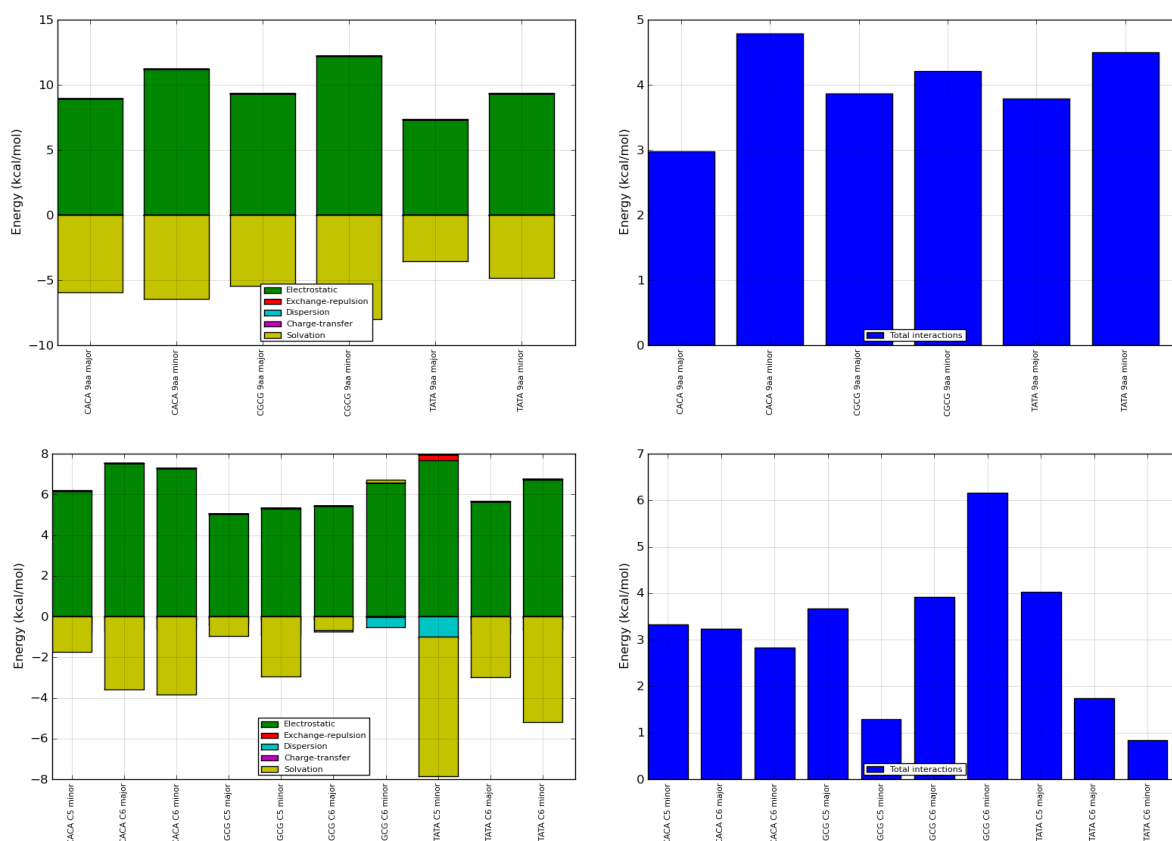 15
10
5
0
−5
−10
Energy (kcal/mol)
Electrostatic
Exchange-repulsion
Dispersion
Charge-transfer
Solvation
CACA 9aa major
CACA 9aa minor
CGCG 9aa major
CGCG 9aa minor
TATA 9aa major
TATA 9aa minor
5
4
3
2
1
0
Energy (kcal/mol)
Total interactions
CACA 9aa major
CACA 9aa minor
CGCG 9aa major
CGCG 9aa minor
TATA 9aa major
TATA 9aa minor
8
6
4
2
0
−2
−4
−6
−8
Energy (kcal/mol)
Electrostatic
Exchange-repulsion
Dispersion
Charge-transfer
Solvation
CACA C5 minor
CACA C6 major
CACA C6 minor
GCG C5 major
GCG C5 minor
GCG C6 major
GCG C6 minor
TATA C5 minor
TATA C6 major
TATA C6 minor
7
6
5
4
3
2
1
0
Energy (kcal/mol)
Total interactions
CACA C5 minor
CACA C6 major
CACA C6 minor
GCG C5 major
GCG C5 minor
GCG C6 major
GCG C6 minor
TATA C5 minor
TATA C6 major
TATA C6 minor